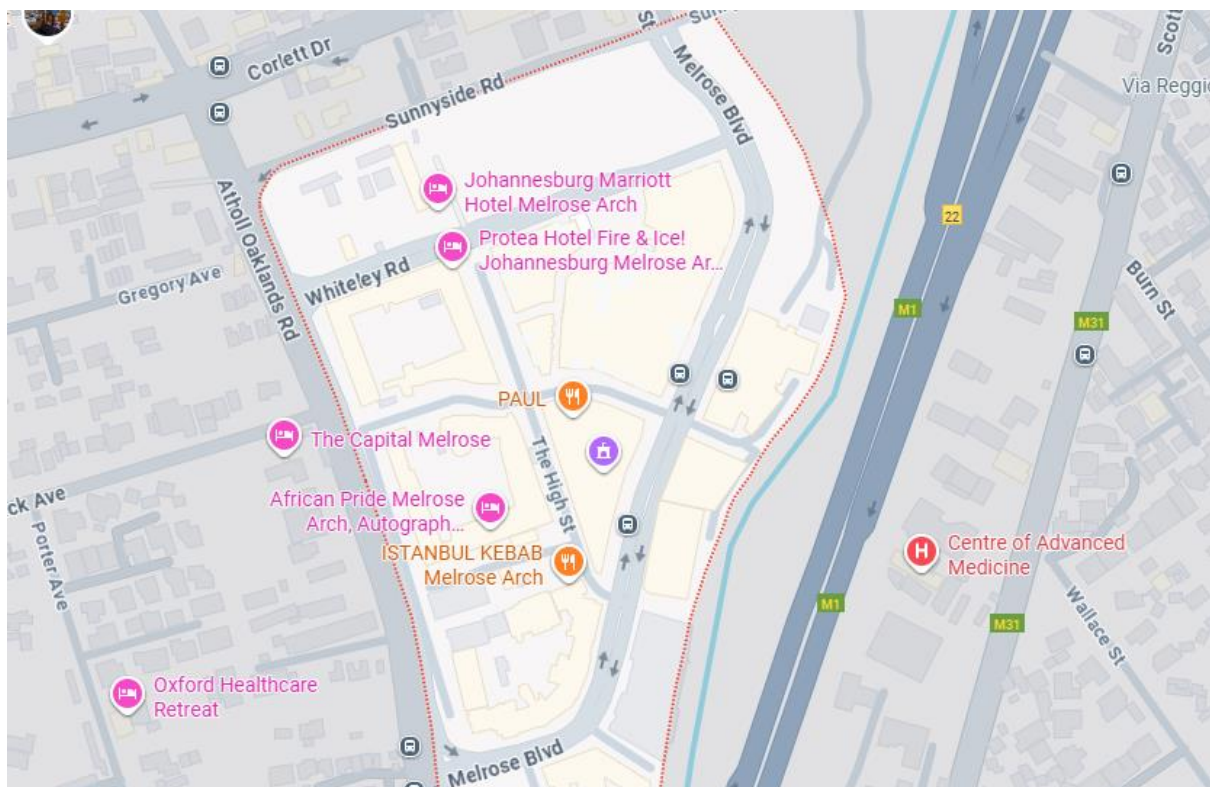 St
Sunny
Scott
Corlett Dr
Melrose Blvd
Via Reggio
Sunnyside Rd
Johannesburg Marriott
Hotel Melrose Arch
Atholl Oaklands Rd
22
Protea Hotel Fire & Ice!
Johannesburg Melrose Ar...
Gregory Ave
Whiteley Rd
Burn St
M1
M31
PAUL
The Capital Melrose
The High St
ck Ave
African Pride Melrose
Arch, Autograph...
ISTANBUL KEBAB
Melrose Arch
H
Centre of Advanced
Medicine
Porter Ave
M1
M31
Wallace St
Oxford Healthcare
Retreat
Melrose Blvd